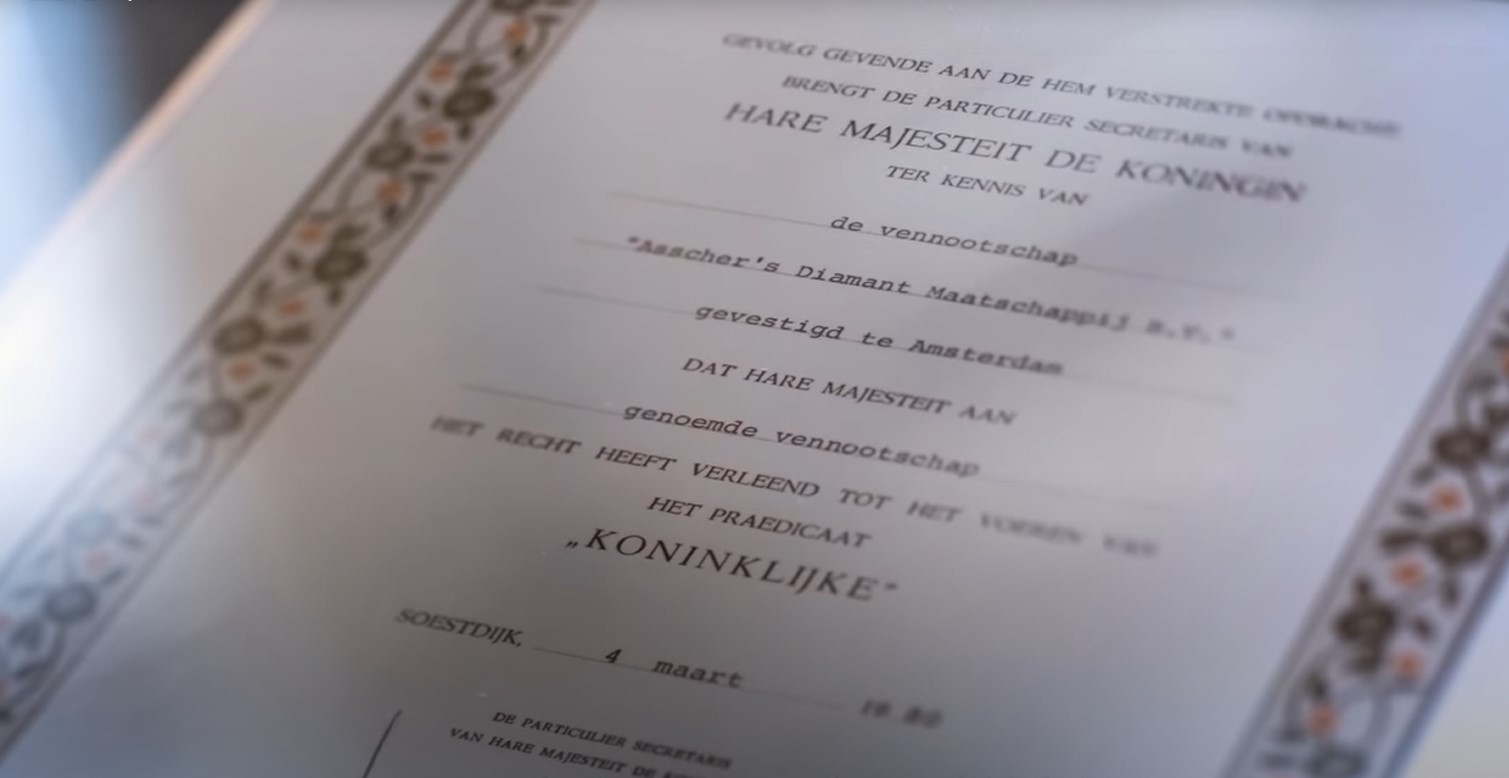 GEVOLG GEVENDE AAN DE HEM VERSTREKTE OPDRACHT
BRENGT DE PARTICULIER SECRETARIS VAN
HARE MAJESTEIT DE KONINGIN
TER KENNIS VAN
de vennootschap
"Asscher's Diamant Maatschappij B.V."
gevestigd te Amsterdam
DAT HARE MAJESTEIT AAN
genoemde vennootschap
HET RECHT HEEFT VERLEEND TOT HET VOEREN VAN
HET PRAEDICAAT
„KONINKLIJKE"
SOESTDIJK, 4 maart 19 80
DE PARTICULIER SECRETARIS
VAN HARE MAJESTEIT DE